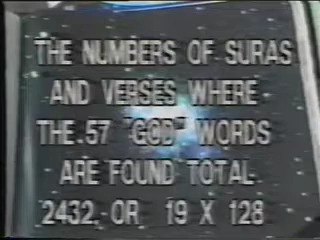 THE NUMBERS OF SURAS
AND VERSES WHERE
THE 57 "GOD" WORDS
ARE FOUND TOTAL
2432, OR 19 X 128